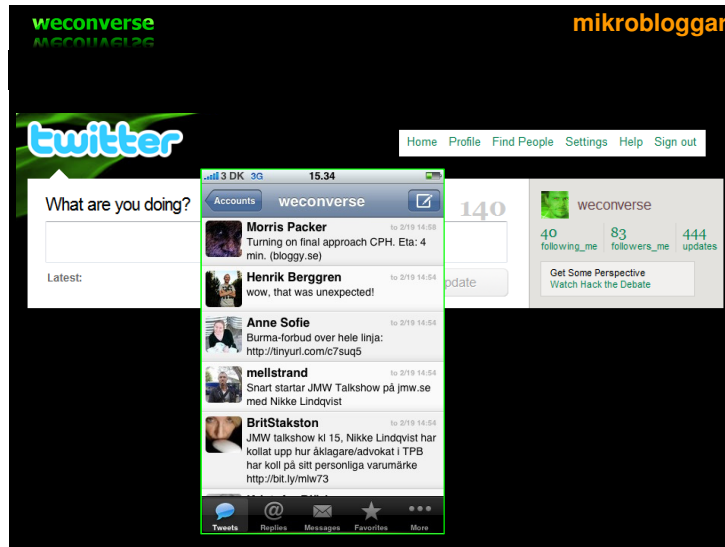 weconverse
mikrobloggar
twitter
Home Profile Find People Settings Help Sign out
3 DK 3G 15.34
Accounts weconverse
What are you doing?
140
weconverse
40 83 444
following_me followers_me updates
Morris Packer to 2/19 14:58
Turning on final approach CPH. Eta: 4
min. (bloggy.se)
Latest:
Henrik Berggren to 2/19 14:54
wow, that was unexpected!
pdate
Get Some Perspective
Watch Hack the Debate
Anne Sofie to 2/19 14:54
Burma-forbud over hele linja:
http://tinyurl.com/c7suq5
mellstrand to 2/19 14:54
Snart startar JMW Talkshow på jmw.se
med Nikke Lindqvist
BritStakston to 2/19 14:54
JMW talkshow kl 15, Nikke Lindqvist har
kollat upp hur åklagare/advokat i TPB
har koll på sitt personliga varumärke
http://bit.ly/mlw73
Tweets Replies Messages Favorites More